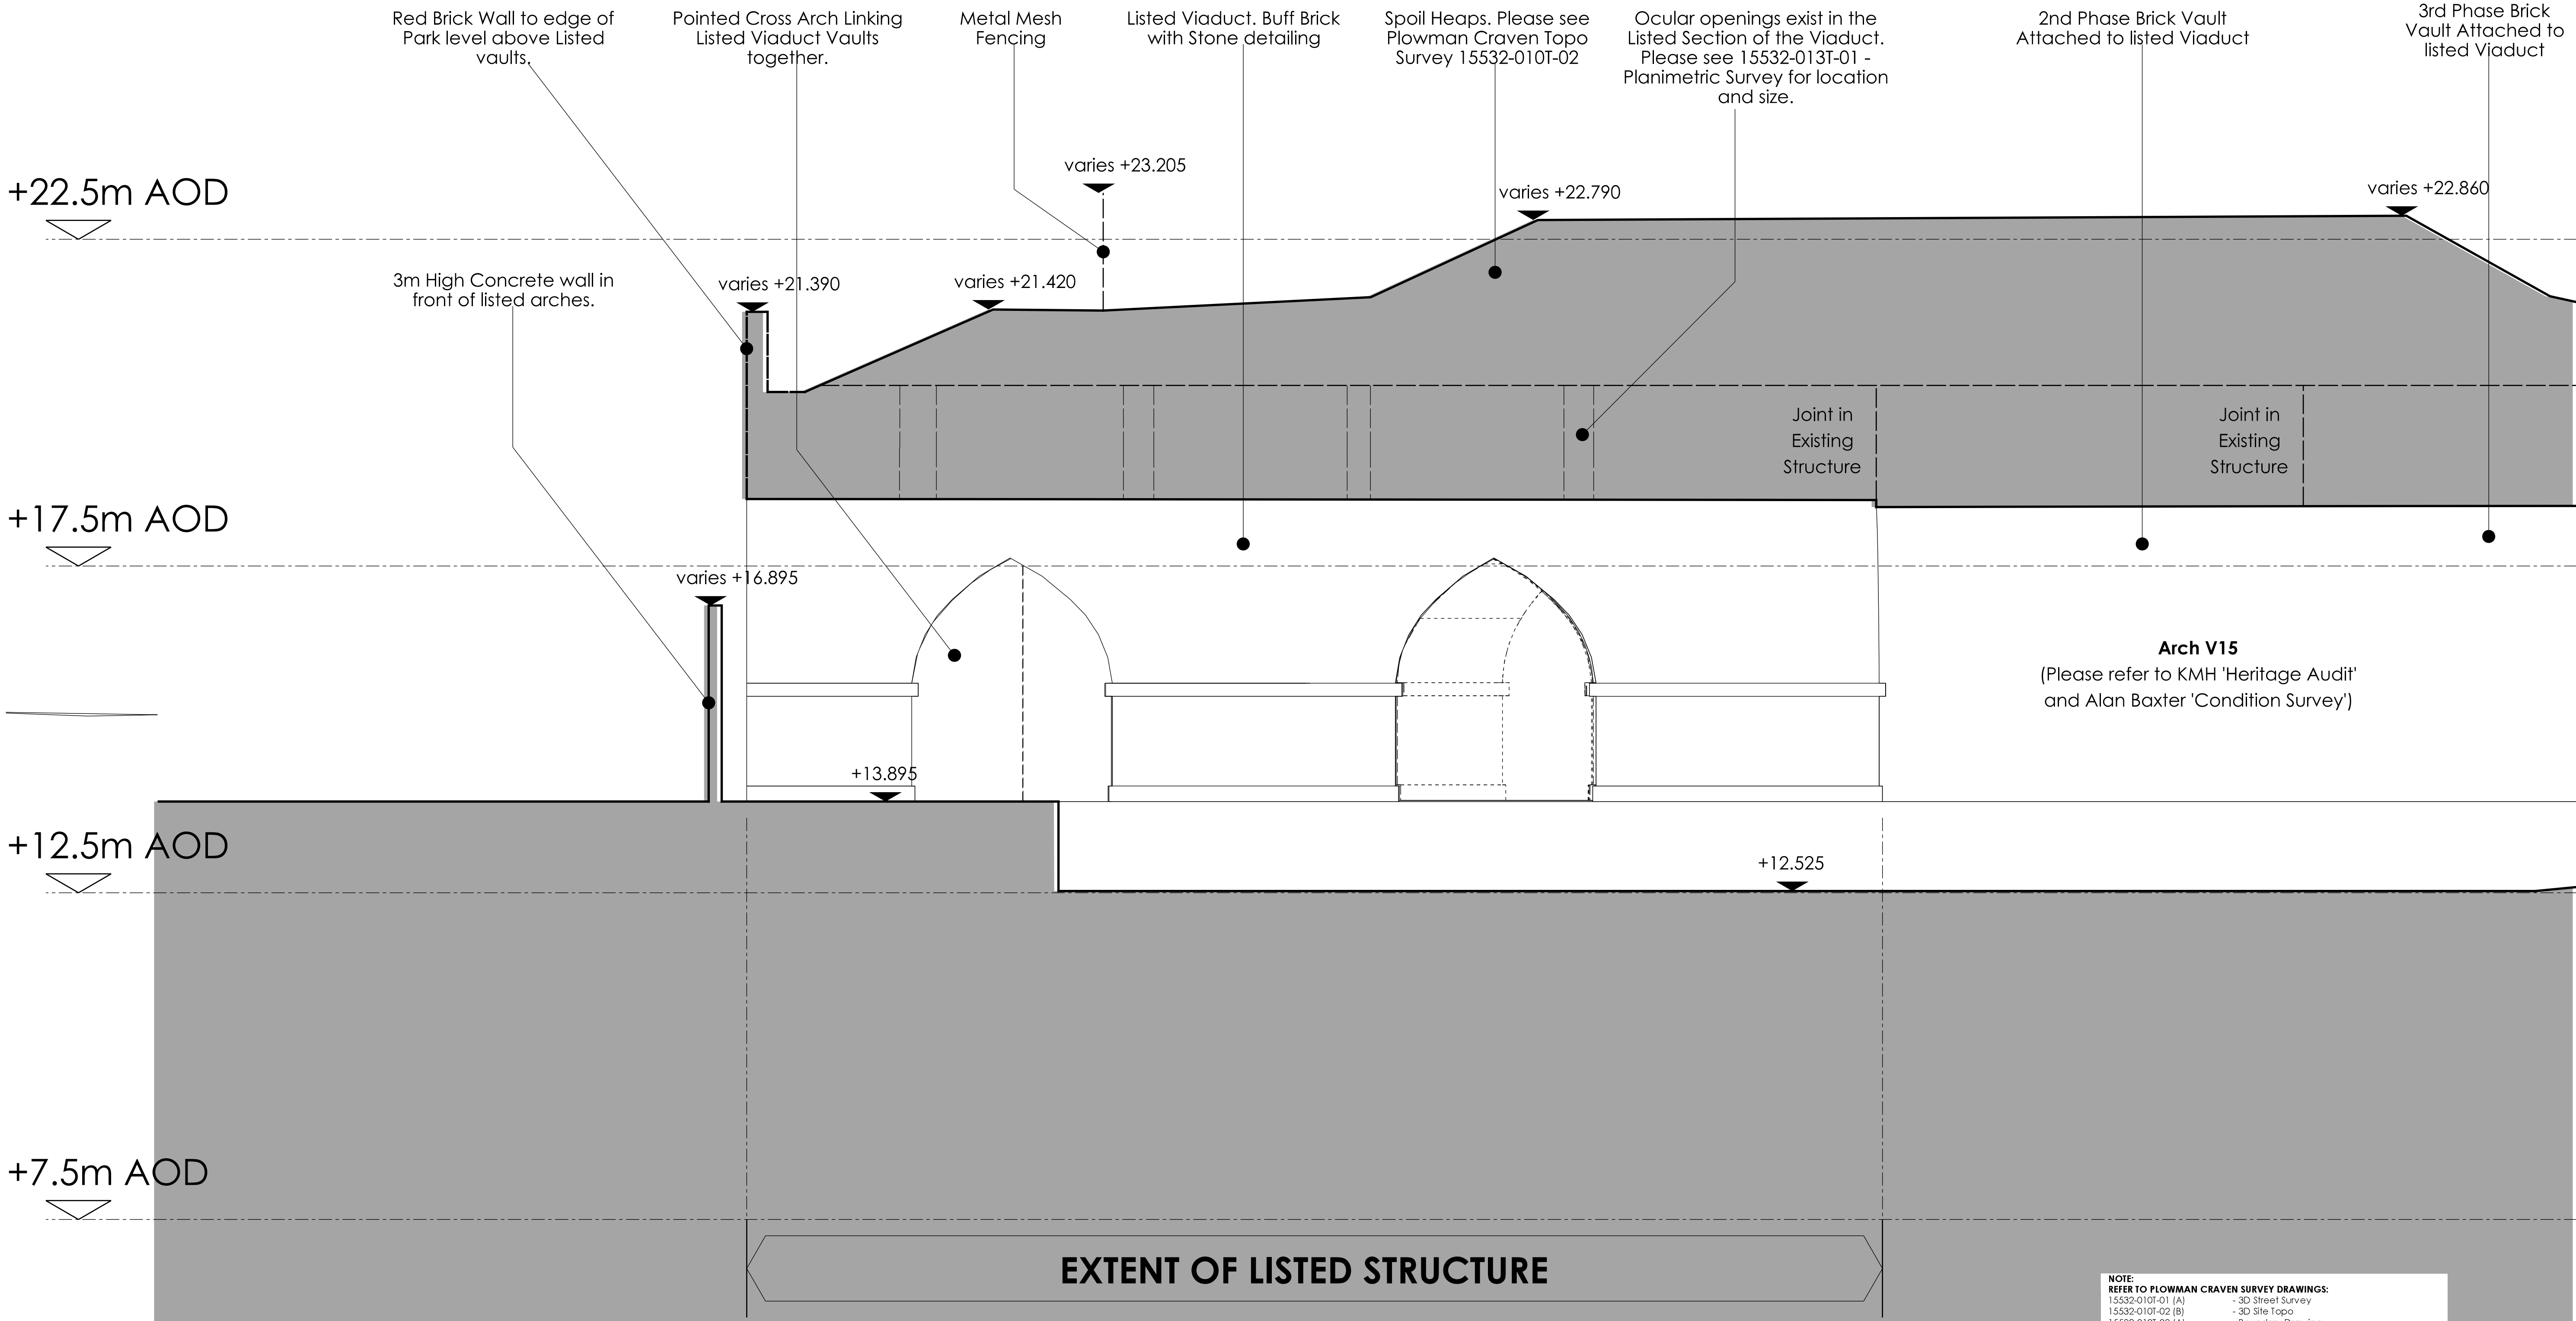 Red Brick Wall to edge of
Park level above Listed
vaults.
Pointed Cross Arch Linking
Listed Viaduct Vaults
together.
Metal Mesh
Fencing
Listed Viaduct. Buff Brick
with Stone detailing
Spoil Heaps. Please see
Plowman Craven Topo
Survey 15532-010T-02
Ocular openings exist in the
Listed Section of the Viaduct.
Please see 15532-013T-01 -
Planimetric Survey for location
and size.
2nd Phase Brick Vault
Attached to listed Viaduct
3rd Phase Brick
Vault Attached to
listed Viaduct
varies +23.205
+22.5m AOD
varies +22.790
varies +22.860
3m High Concrete wall in
front of listed arches.
varies +21.390
varies +21.420
Joint in
Existing
Structure
Joint in
Existing
Structure
+17.5m AOD
varies +16.895
Arch V15
(Please refer to KMH 'Heritage Audit'
and Alan Baxter 'Condition Survey')
+13.895
+12.5m AOD
+12.525
+7.5m AOD
EXTENT OF LISTED STRUCTURE
NOTE:
REFER TO PLOWMAN CRAVEN SURVEY DRAWINGS:
15532-010T-01 (A) - 3D Street Survey
15532-010T-02 (B) - 3D Site Topo